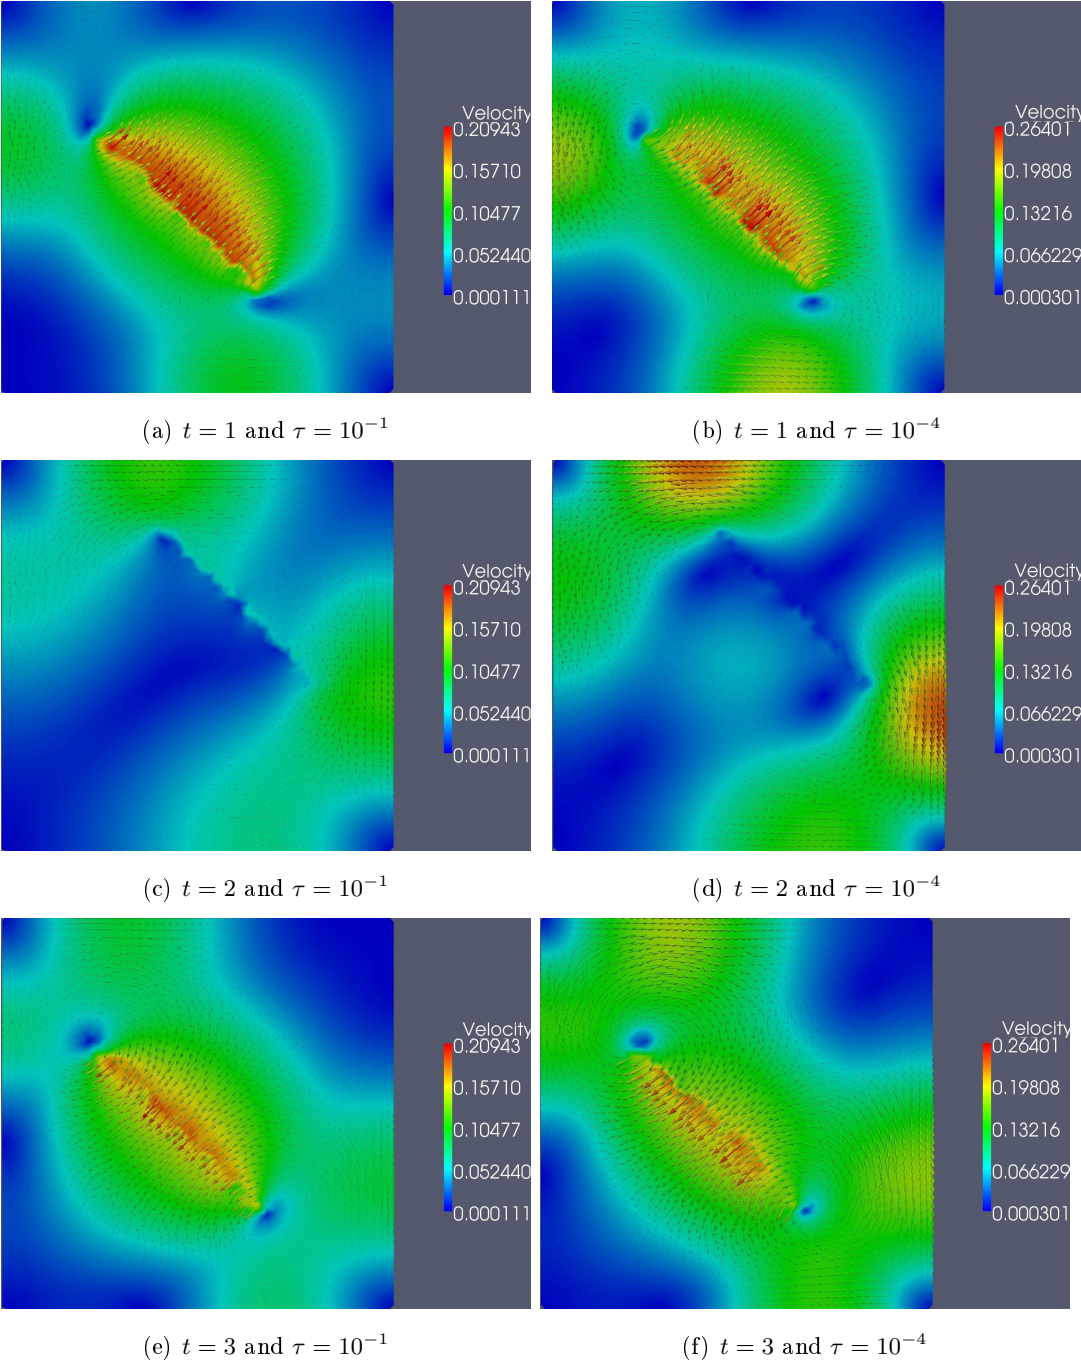 Velocity
0.20943
0.15710
0.10477
0.052440
0.000111
Velocity
0.26401
0.19808
0.13216
0.066229
0.000301
(a) t = 1 and τ = 10⁻¹
(b) t = 1 and τ = 10⁻⁴
Velocity
0.20943
0.15710
0.10477
0.052440
0.000111
Velocity
0.26401
0.19808
0.13216
0.066229
0.000301
(c) t = 2 and τ = 10⁻¹
(d) t = 2 and τ = 10⁻⁴
Velocity
0.20943
0.15710
0.10477
0.052440
0.000111
Velocity
0.26401
0.19808
0.13216
0.066229
0.000301
(e) t = 3 and τ = 10⁻¹
(f) t = 3 and τ = 10⁻⁴